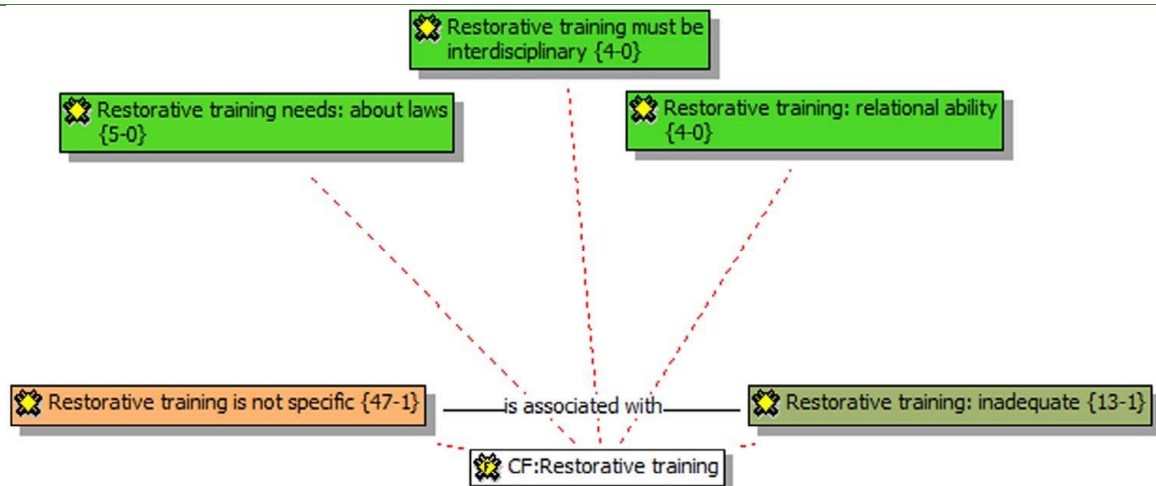 Restorative training must be
interdisciplinary {4-0}
Restorative training needs: about laws
{5-0}
Restorative training: relational ability
{4-0}
Restorative training is not specific {47-1}
is associated with
Restorative training: inadequate {13-1}
CF:Restorative training